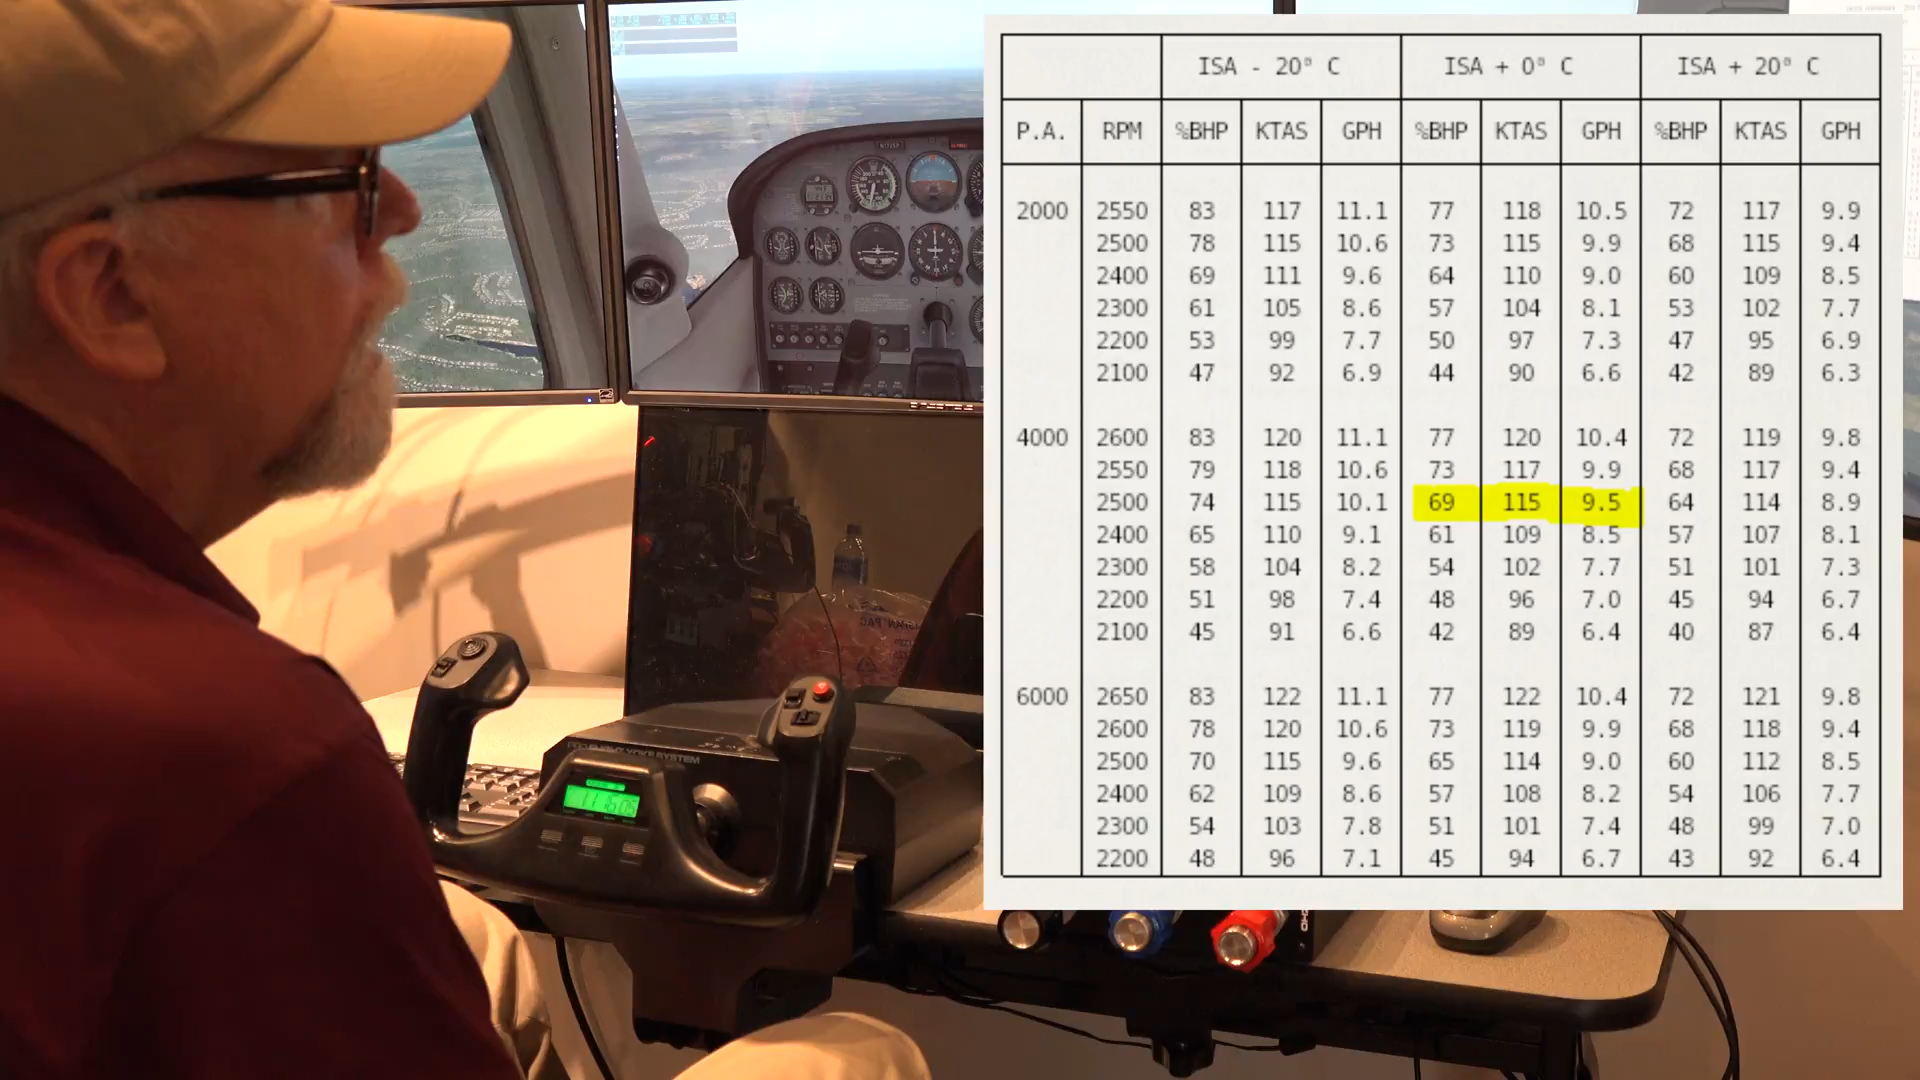 ISA - 20° C ISA + 0° C ISA + 20° C
P.A. RPM %BHP KTAS GPH %BHP KTAS GPH %BHP KTAS GPH
2000 2550 83 117 11.1 77 118 10.5 72 117 9.9
2500 78 115 10.6 73 115 9.9 68 115 9.4
2400 69 111 9.6 64 110 9.0 60 109 8.5
2300 61 105 8.6 57 104 8.1 53 102 7.7
2200 53 99 7.7 50 97 7.3 47 95 6.9
2100 47 92 6.9 44 90 6.6 42 89 6.3
4000 2600 83 120 11.1 77 120 10.4 72 119 9.8
2550 79 118 10.6 73 117 9.9 68 117 9.4
2500 74 115 10.1 69 115 9.5 64 114 8.9
2400 65 110 9.1 61 109 8.5 57 107 8.1
2300 58 104 8.2 54 102 7.7 51 101 7.3
2200 51 98 7.4 48 96 7.0 45 94 6.7
2100 45 91 6.6 42 89 6.4 40 87 6.4
6000 2650 83 122 11.1 77 122 10.4 72 121 9.8
2600 78 120 10.6 73 119 9.9 68 118 9.4
2500 70 115 9.6 65 114 9.0 60 112 8.5
2400 62 109 8.6 57 108 8.2 54 106 7.7
2300 54 103 7.8 51 101 7.4 48 99 7.0
2200 48 96 7.1 45 94 6.7 43 92 6.4
PRO FLIGHT YOKE SYSTEM